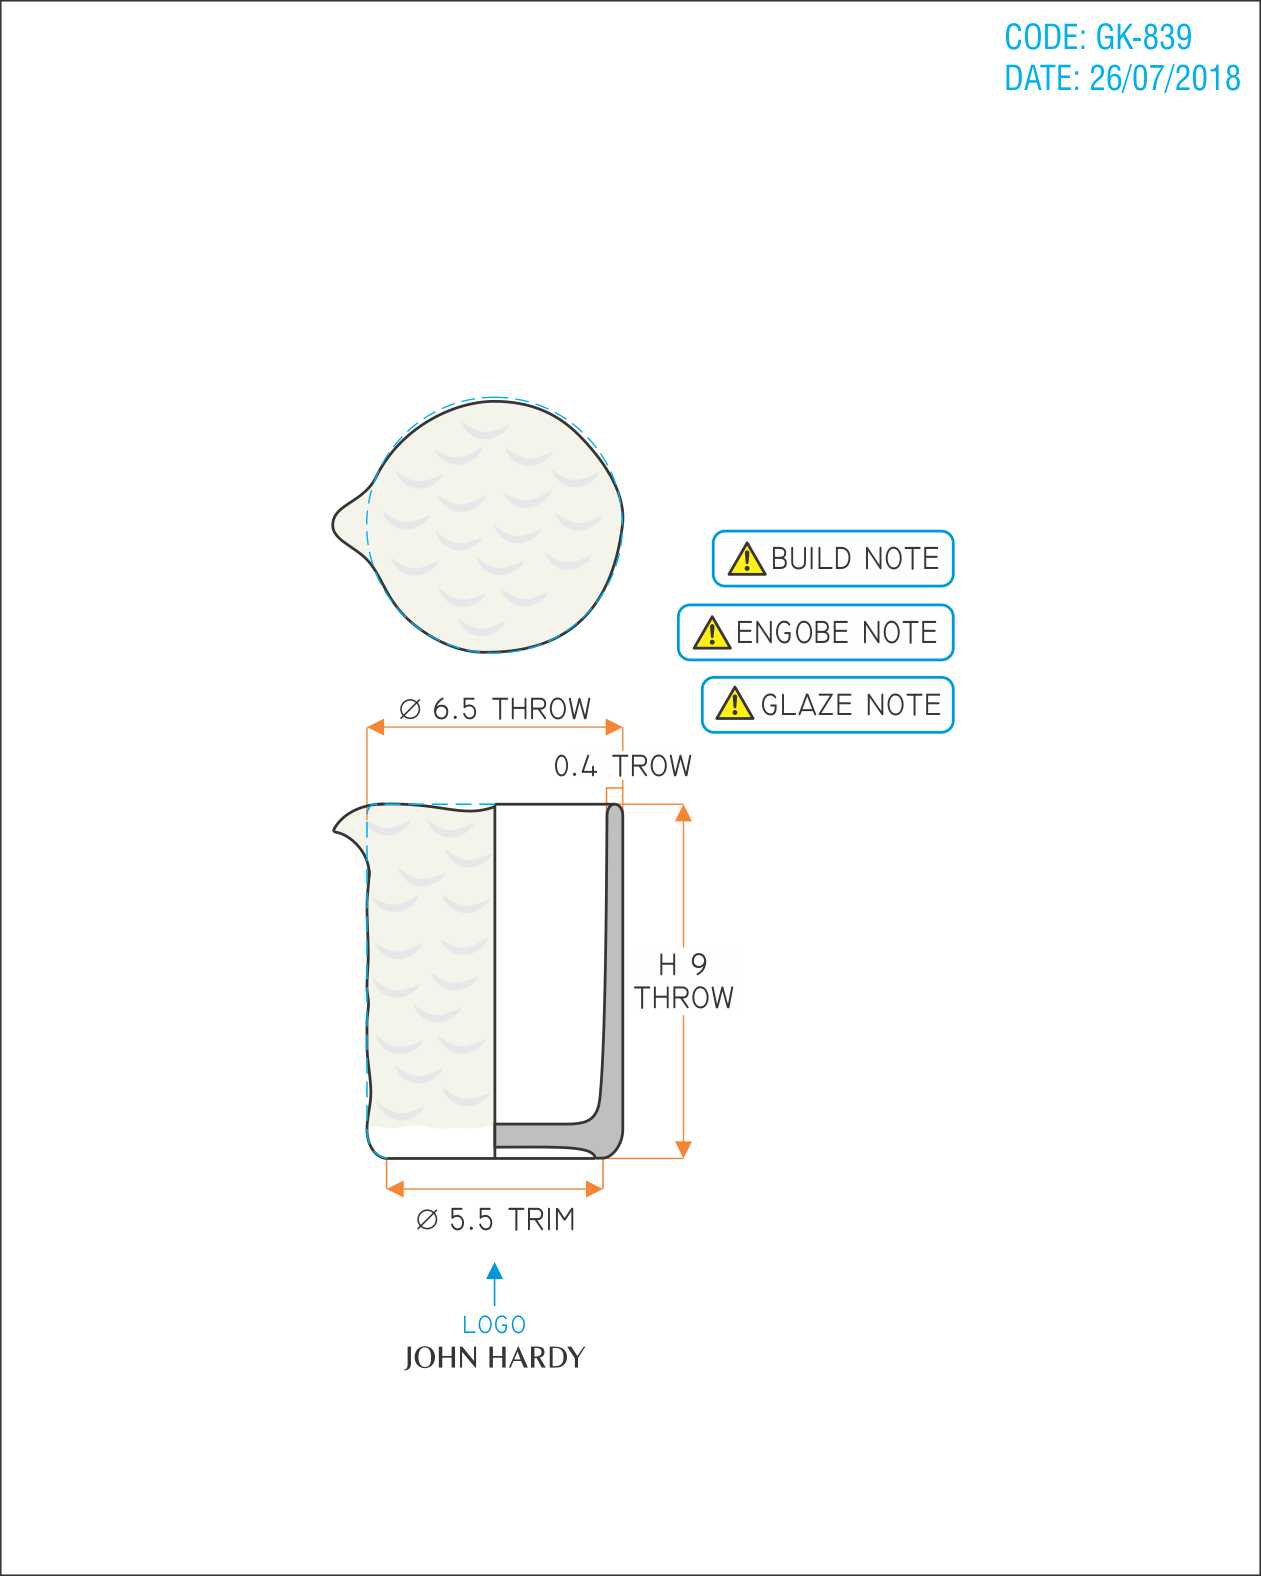 CODE: GK-839
DATE: 26/07/2018
BUILD NOTE
ENGOBE NOTE
GLAZE NOTE
⌀ 6.5 THROW
0.4 TROW
H 9
THROW
⌀ 5.5 TRIM
LOGO
JOHN HARDY